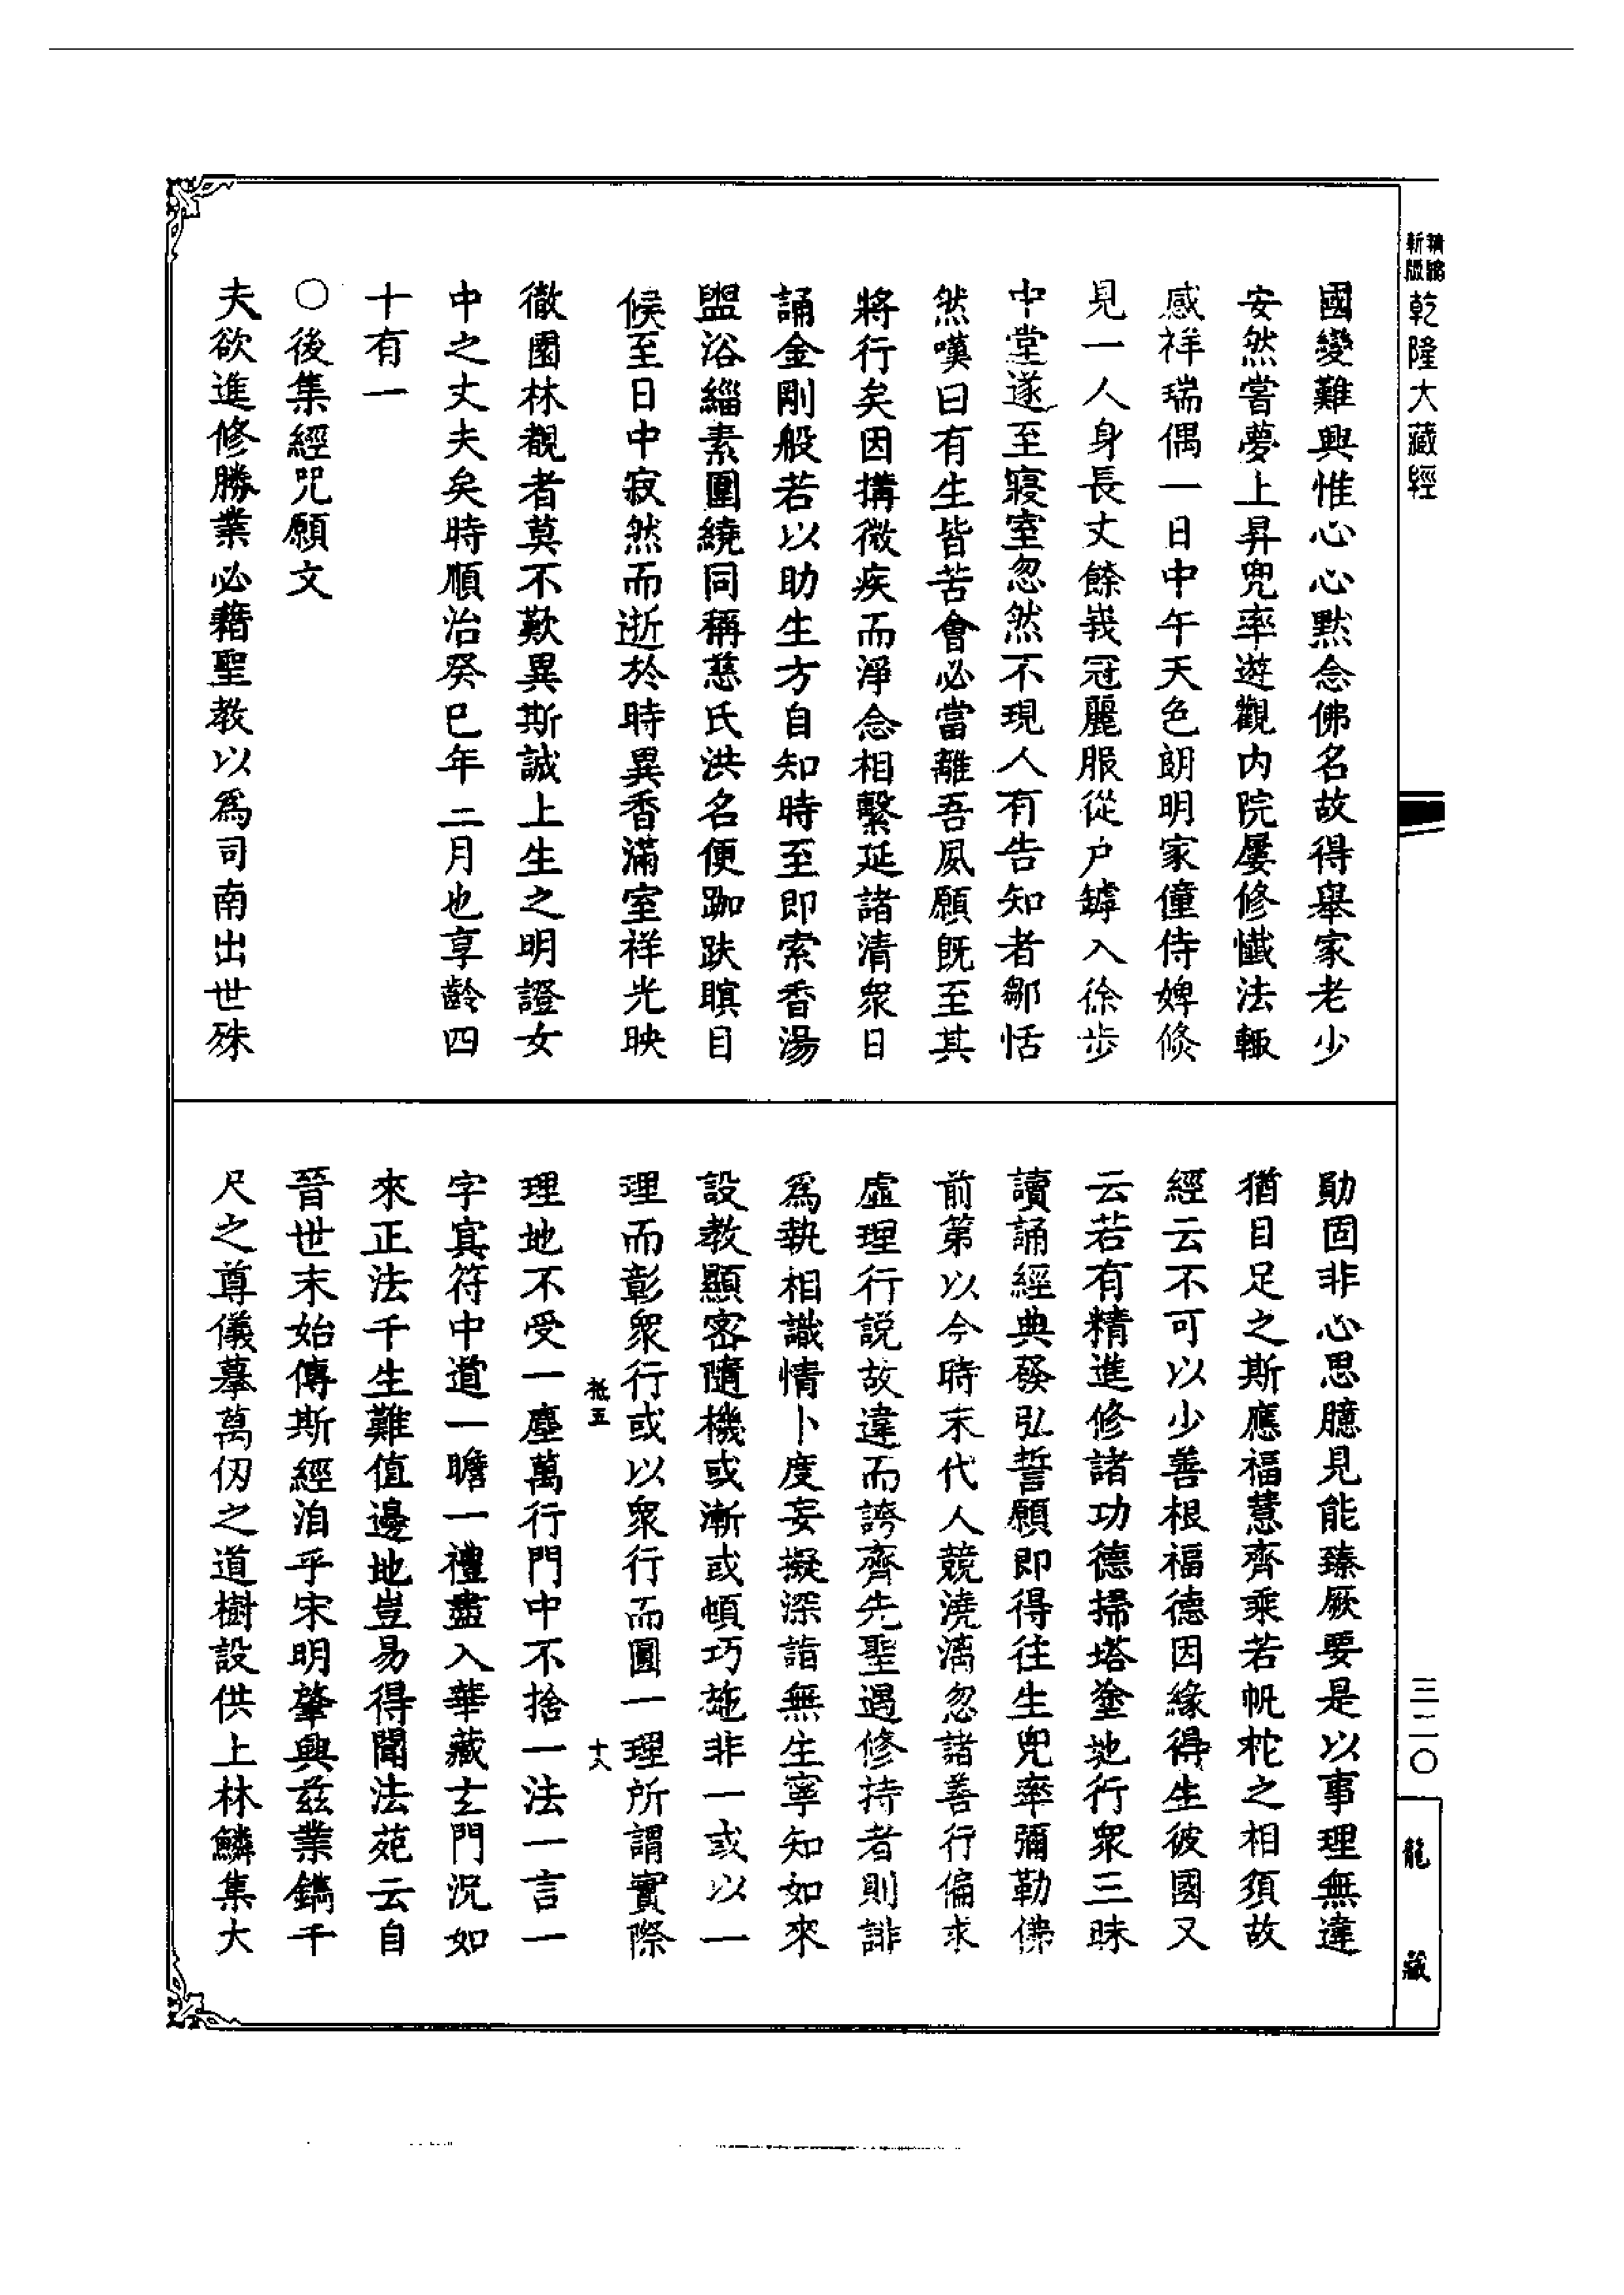 精縮
新版
乾隆大藏經
國變難興惟心心默念佛名故得舉家老少
安然嘗夢上昇兜率遊觀内院屢修懺法輙
感祥瑞偶一日中午天色朗明家僮侍婢倐
見一人身長丈餘峩冠麗服從户罅入徐步
中堂遂至寢室忽然不現人有告知者鄒恬
然嘆曰有生皆苦會必當離吾夙願旣至其
將行矣因搆微疾而淨念相繫延諸清衆日
誦金剛般若以助生方自知時至即索香湯
盥浴緇素圍繞同稱慈氏洪名便跏趺瞑目
候至日中寂然而逝於時異香滿室祥光映
徹園林覩者莫不歎異斯誠上生之明證女
中之丈夫矣時順治癸巳年二月也享齡四
十有一
○後集經咒願文
夫欲進修勝業必藉聖教以為司南出世殊
勛固非心思臆見能臻厥要是以事理無違
猶目足之斯應福慧齊乘若帆柁之相須故
經云不可以少善根福德因緣得生彼國又
云若有精進修諸功德掃塔塗地行衆三昧
讀誦經典發弘誓願即得往生兜率彌勒佛
前第以今時末代人競澆漓忽諸善行偏求
虛理行説故違而誇齊先聖遇修持者則誹
為執相識情卜度妄擬深詣無生寧知如來
設教顯密隨機或漸或頓巧施非一或以一
理而彰衆行或以衆行而圓一理所謂實際
秪五
十八
理地不受一塵萬行門中不捨一法一言一
字寘符中道一瞻一禮盡入華藏玄門況如
來正法千生難值邊地豈易得聞法苑云自
晉世末始傳斯經洎乎宋明肇興茲業鐫千
尺之尊儀摹萬仞之道樹設供上林鱗集大
三二〇
龍藏